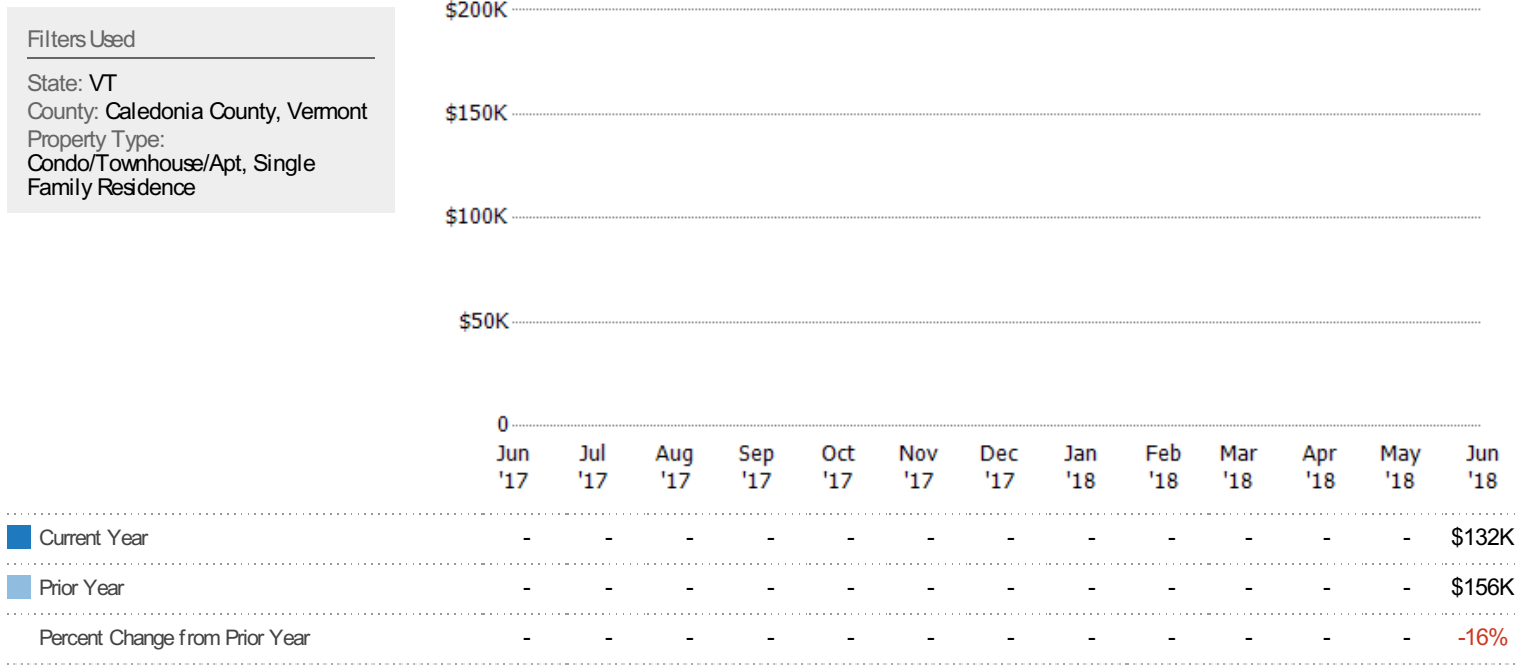 Filters Used
State: VT
County: Caledonia County, Vermont
Property Type:
Condo/Townhouse/Apt, Single
Family Residence
$200K
$150K
$100K
$50K
0
Jun Jul Aug Sep Oct Nov Dec Jan Feb Mar Apr May Jun
'17 '17 '17 '17 '17 '17 '17 '18 '18 '18 '18 '18 '18
Current Year - - - - - - - - - - - - $132K
Prior Year - - - - - - - - - - - - $156K
Percent Change from Prior Year - - - - - - - - - - - - -16%